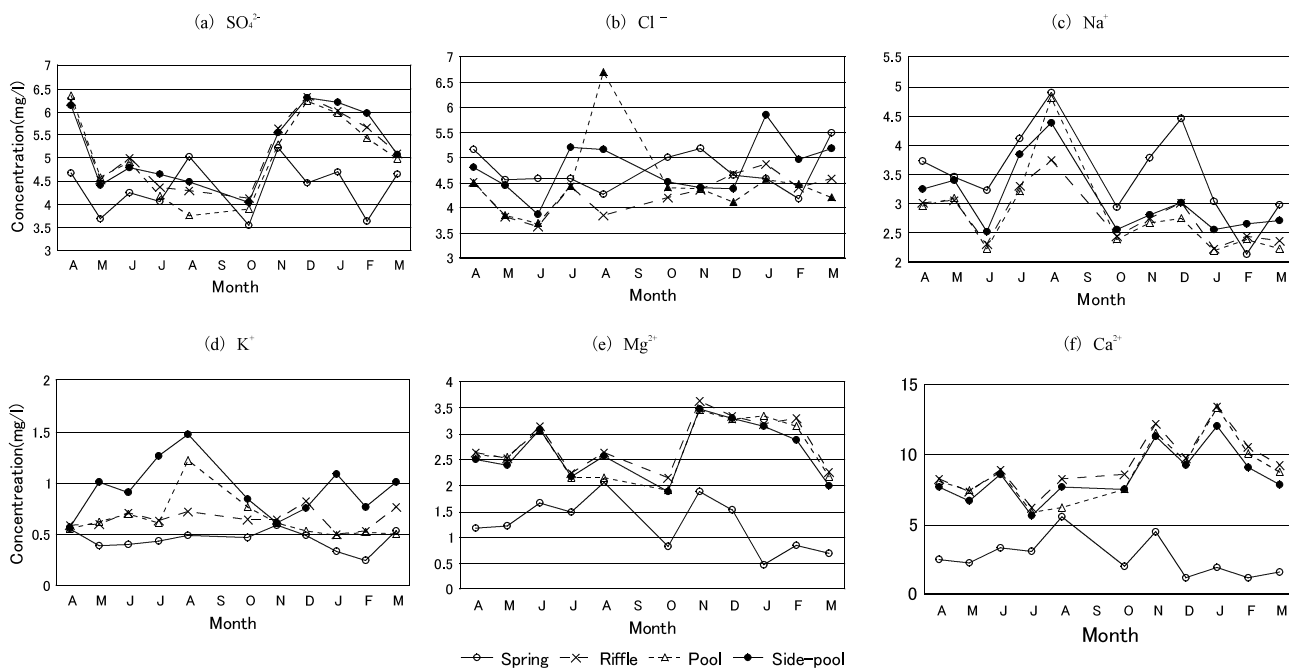 (a) SO₄²⁻
(b) Cl⁻
(c) Na⁺
Concentration(mg/l)
7
6.5
6
5.5
5
4.5
4
3.5
3
A M J J A S O N D J F M
Month
7
6.5
6
5.5
5
4.5
4
3.5
3
A M J J A S O N D J F M
Month
5.5
5
4.5
4
3.5
3
2.5
2
A M J J A S O N D J F M
Month
(d) K⁺
(e) Mg²⁺
(f) Ca²⁺
Concentreation(mg/l)
2
1.5
1
0.5
0
A M J J A S O N D J F M
Month
4
3.5
3
2.5
2
1.5
1
0.5
0
A M J J A S O N D J F M
Month
15
10
5
0
A M J J A S O N D J F M
Month
Spring Riffle Pool Side-pool